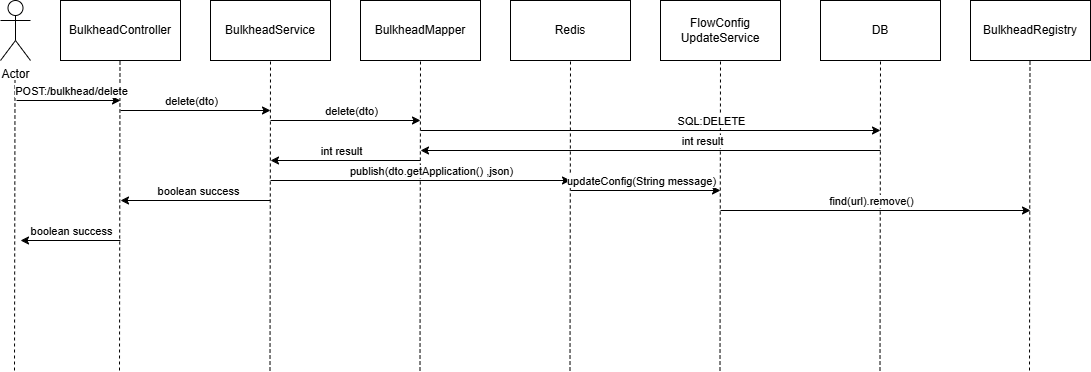 BulkheadController
BulkheadService
BulkheadMapper
Redis
FlowConfig
UpdateService
DB
BulkheadRegistry
Actor
POST:/bulkhead/delete
delete(dto)
delete(dto)
SQL:DELETE
int result
int result
publish(dto.getApplication() ,json)
updateConfig(String message)
boolean success
find(url).remove()
boolean success